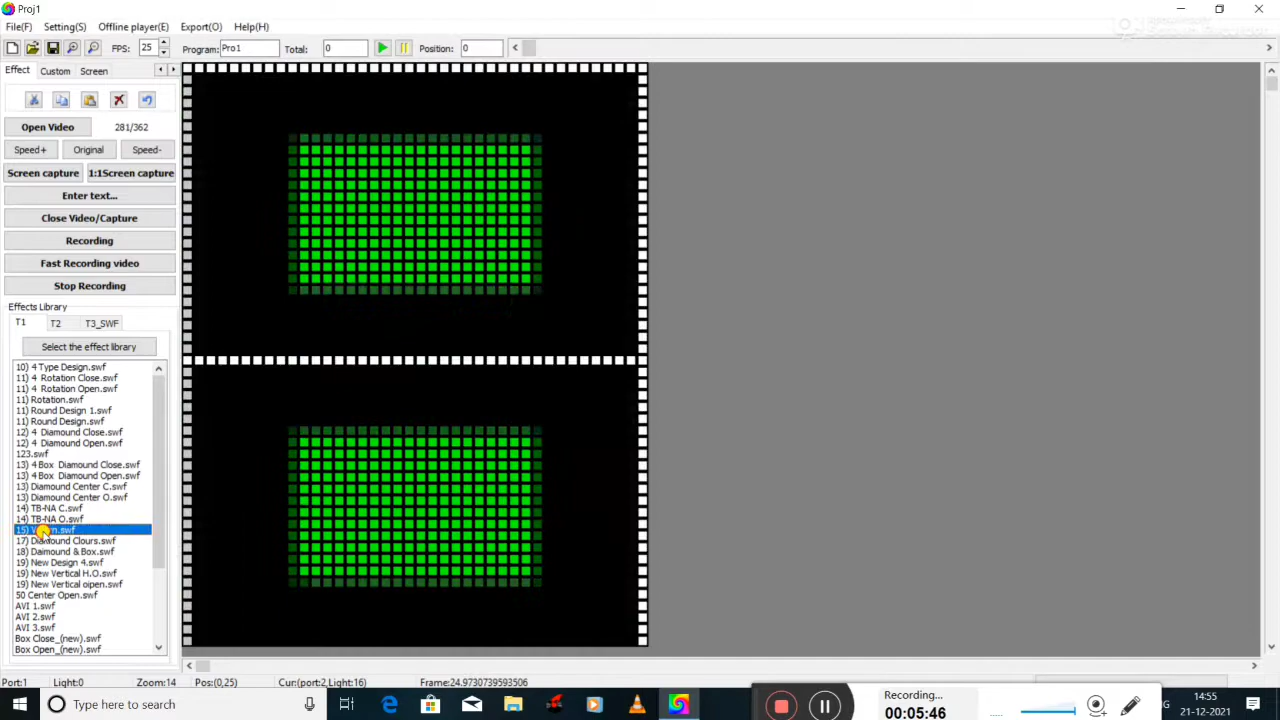 Proj1
File(F) Setting(S) Offline player(E) Export(O) Help(H)
FPS: 25 Program: Pro1 Total: 0 Position: 0
Effect Custom Screen
Open Video 281/362
Speed+ Original Speed-
Screen capture 1:1Screen capture
Enter text...
Close Video/Capture
Recording
Fast Recording video
Stop Recording
Effects Library
T1 T2 T3_SWF
Select the effect library
10) 4 Type Design.swf
11) 4 Rotation Close.swf
11) 4 Rotation Open.swf
11) Rotation.swf
11) Round Design 1.swf
11) Round Design.swf
12) 4 Diamound Close.swf
12) 4 Diamound Open.swf
123.swf
13) 4 Box Diamound Close.swf
13) 4 Box Diamound Open.swf
13) Diamound Center C.swf
13) Diamound Center O.swf
14) TB-NA C.swf
14) TB-NA O.swf
15)
17) Diamound Clours.swf
18) Daimound & Box.swf
19) New Design 4.swf
19) New Vertical H.O.swf
19) New Vertical oipen.swf
50 Center Open.swf
AVI 1.swf
AVI 2.swf
AVI 3.swf
Box Close_(new).swf
Box Open_(new).swf
Port:1 Light:0 Zoom:14 Pos(0,25) Cur:(port:2,Light:16) Frame:24.9730739593506
Type here to search
Recording...
00:05:46
14:55
21-12-2021